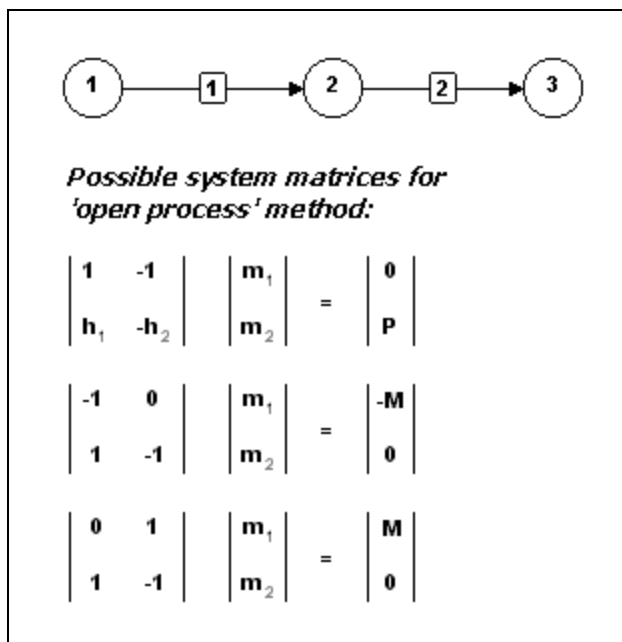 1 1 2 2 3
Possible system matrices for
'open process' method:
1 -1 m₁ 0
=
h₁ -h₂ m₂ P
-1 0 m₁ -M
=
1 -1 m₂ 0
0 1 m₁ M
=
1 -1 m₂ 0